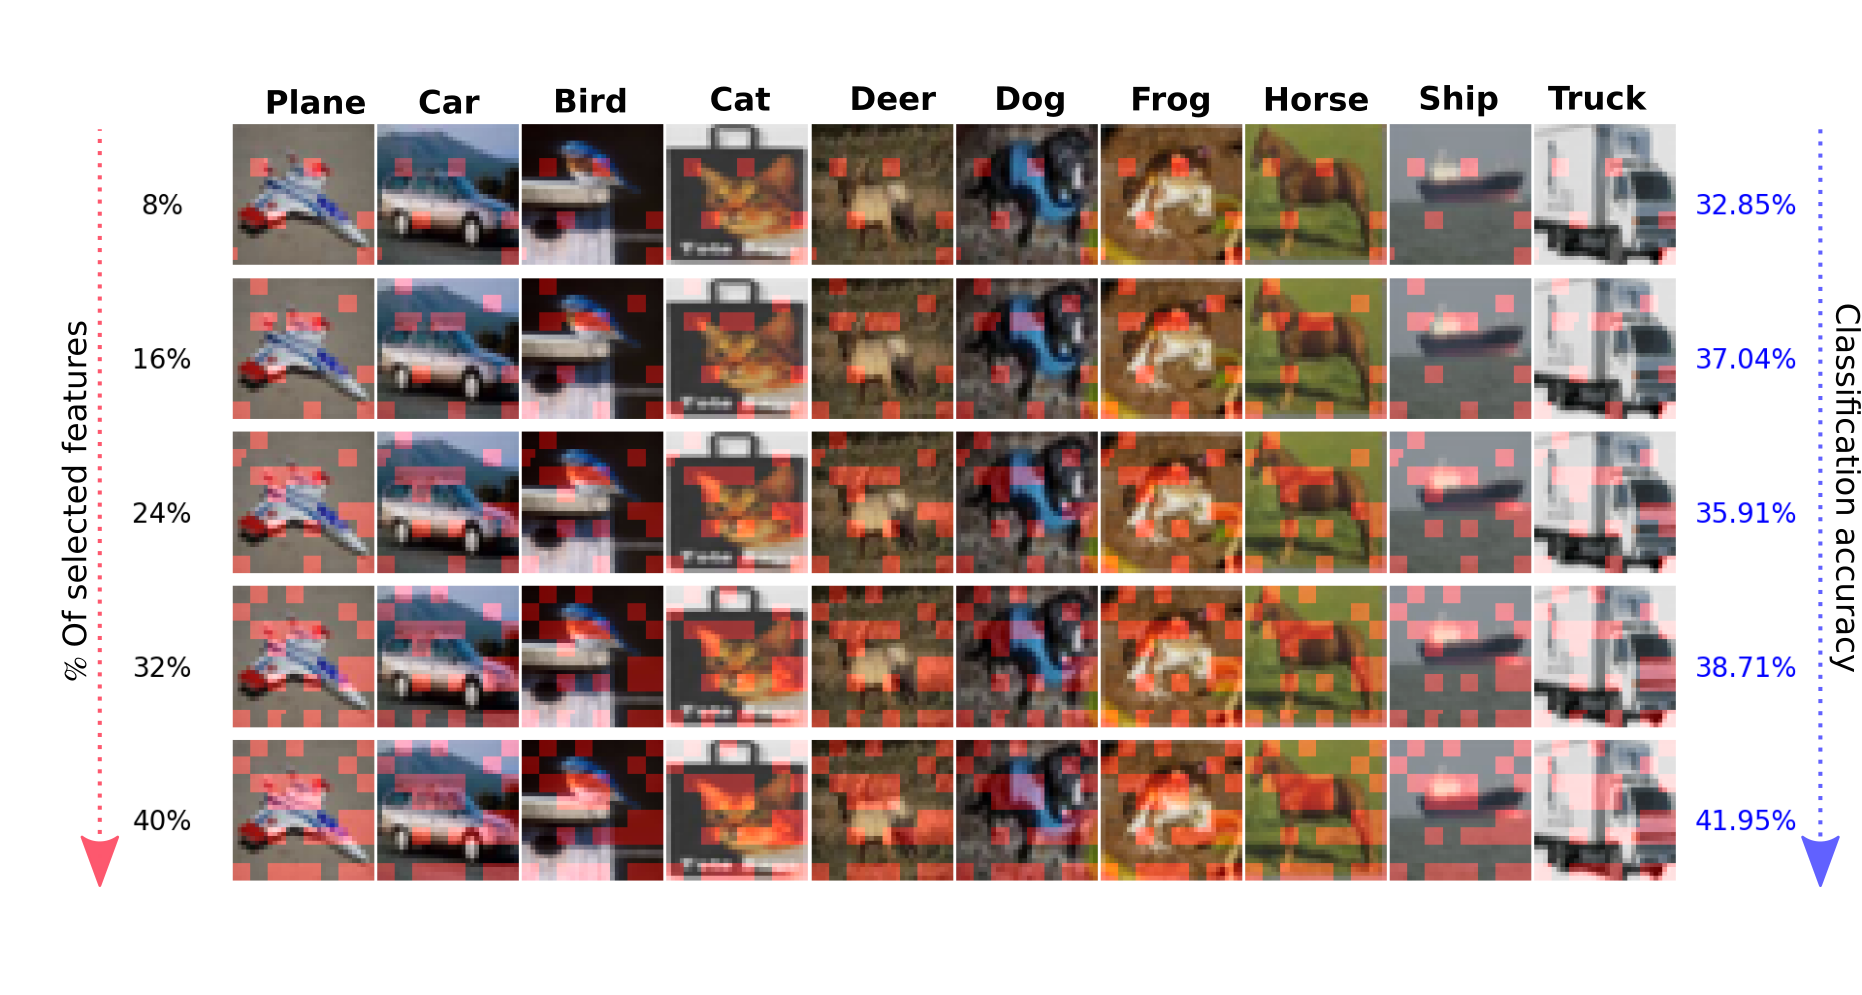 Plane Car Bird Cat Deer Dog Frog Horse Ship Truck
% Of selected features
8% 32.85%
16% 37.04%
24% 35.91%
32% 38.71%
40% 41.95%
Classification accuracy